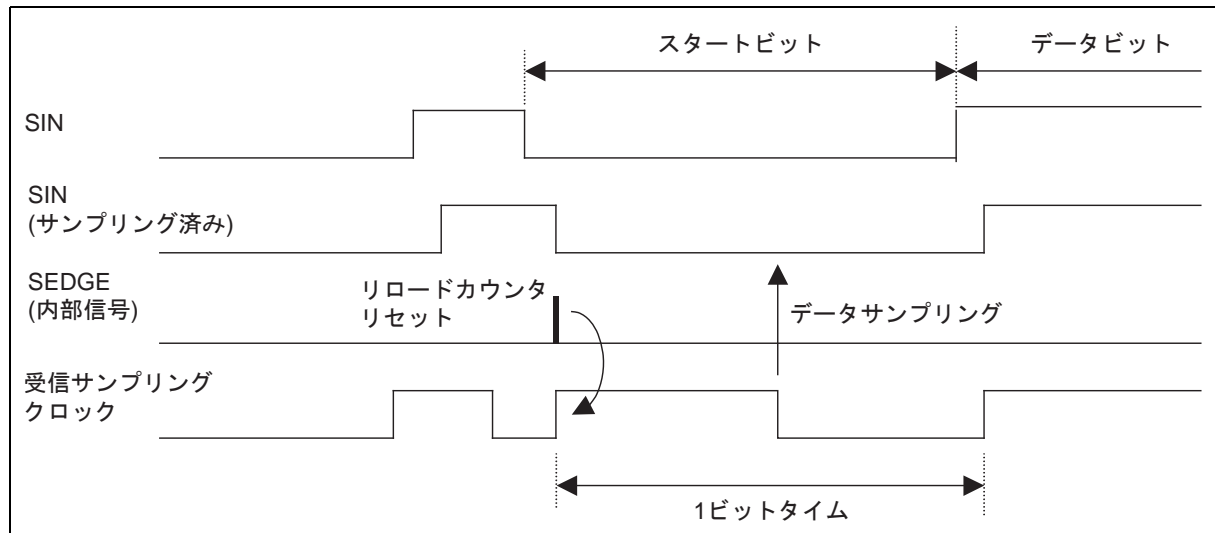 スタートビット
データビット
SIN
SIN
(サンプリング済み)
SEDGE
(内部信号)
リロードカウンタ
リセット
データサンプリング
受信サンプリング
クロック
1ビットタイム